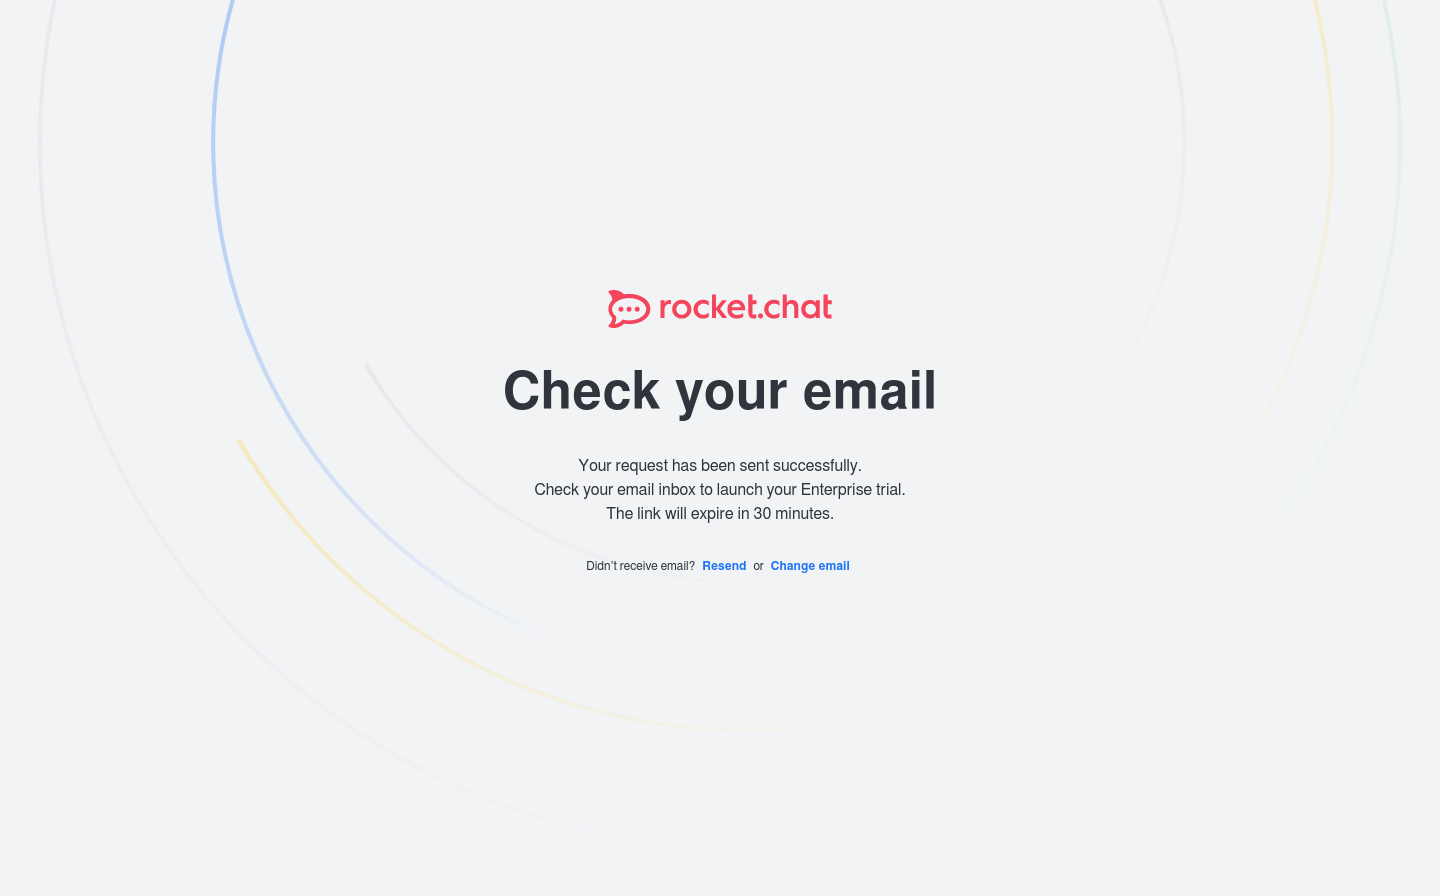 rocket.chat
Check your email
Your request has been sent successfully.
Check your email inbox to launch your Enterprise trial.
The link will expire in 30 minutes.
Didn't receive email? Resend or Change email